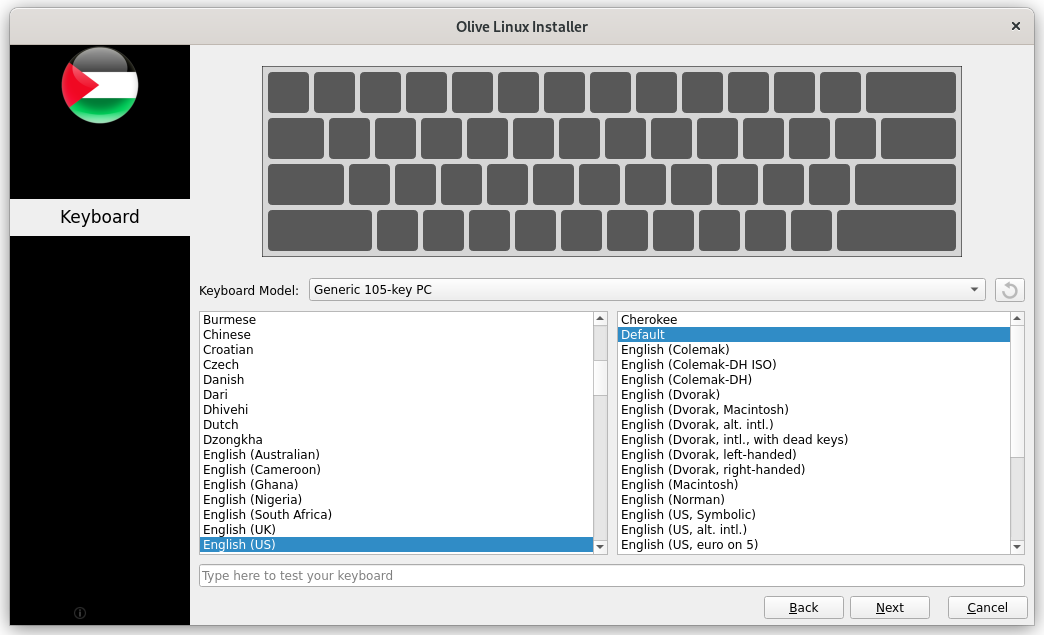 Olive Linux Installer
Keyboard
Keyboard Model: Generic 105-key PC
Burmese
Chinese
Croatian
Czech
Danish
Dari
Dhivehi
Dutch
Dzongkha
English (Australian)
English (Cameroon)
English (Ghana)
English (Nigeria)
English (South Africa)
English (UK)
English (US)
Cherokee
Default
English (Colemak)
English (Colemak-DH ISO)
English (Colemak-DH)
English (Dvorak)
English (Dvorak, Macintosh)
English (Dvorak, alt. intl.)
English (Dvorak, intl., with dead keys)
English (Dvorak, left-handed)
English (Dvorak, right-handed)
English (Macintosh)
English (Norman)
English (US, Symbolic)
English (US, alt. intl.)
English (US, euro on 5)
Type here to test your keyboard
Back Next Cancel